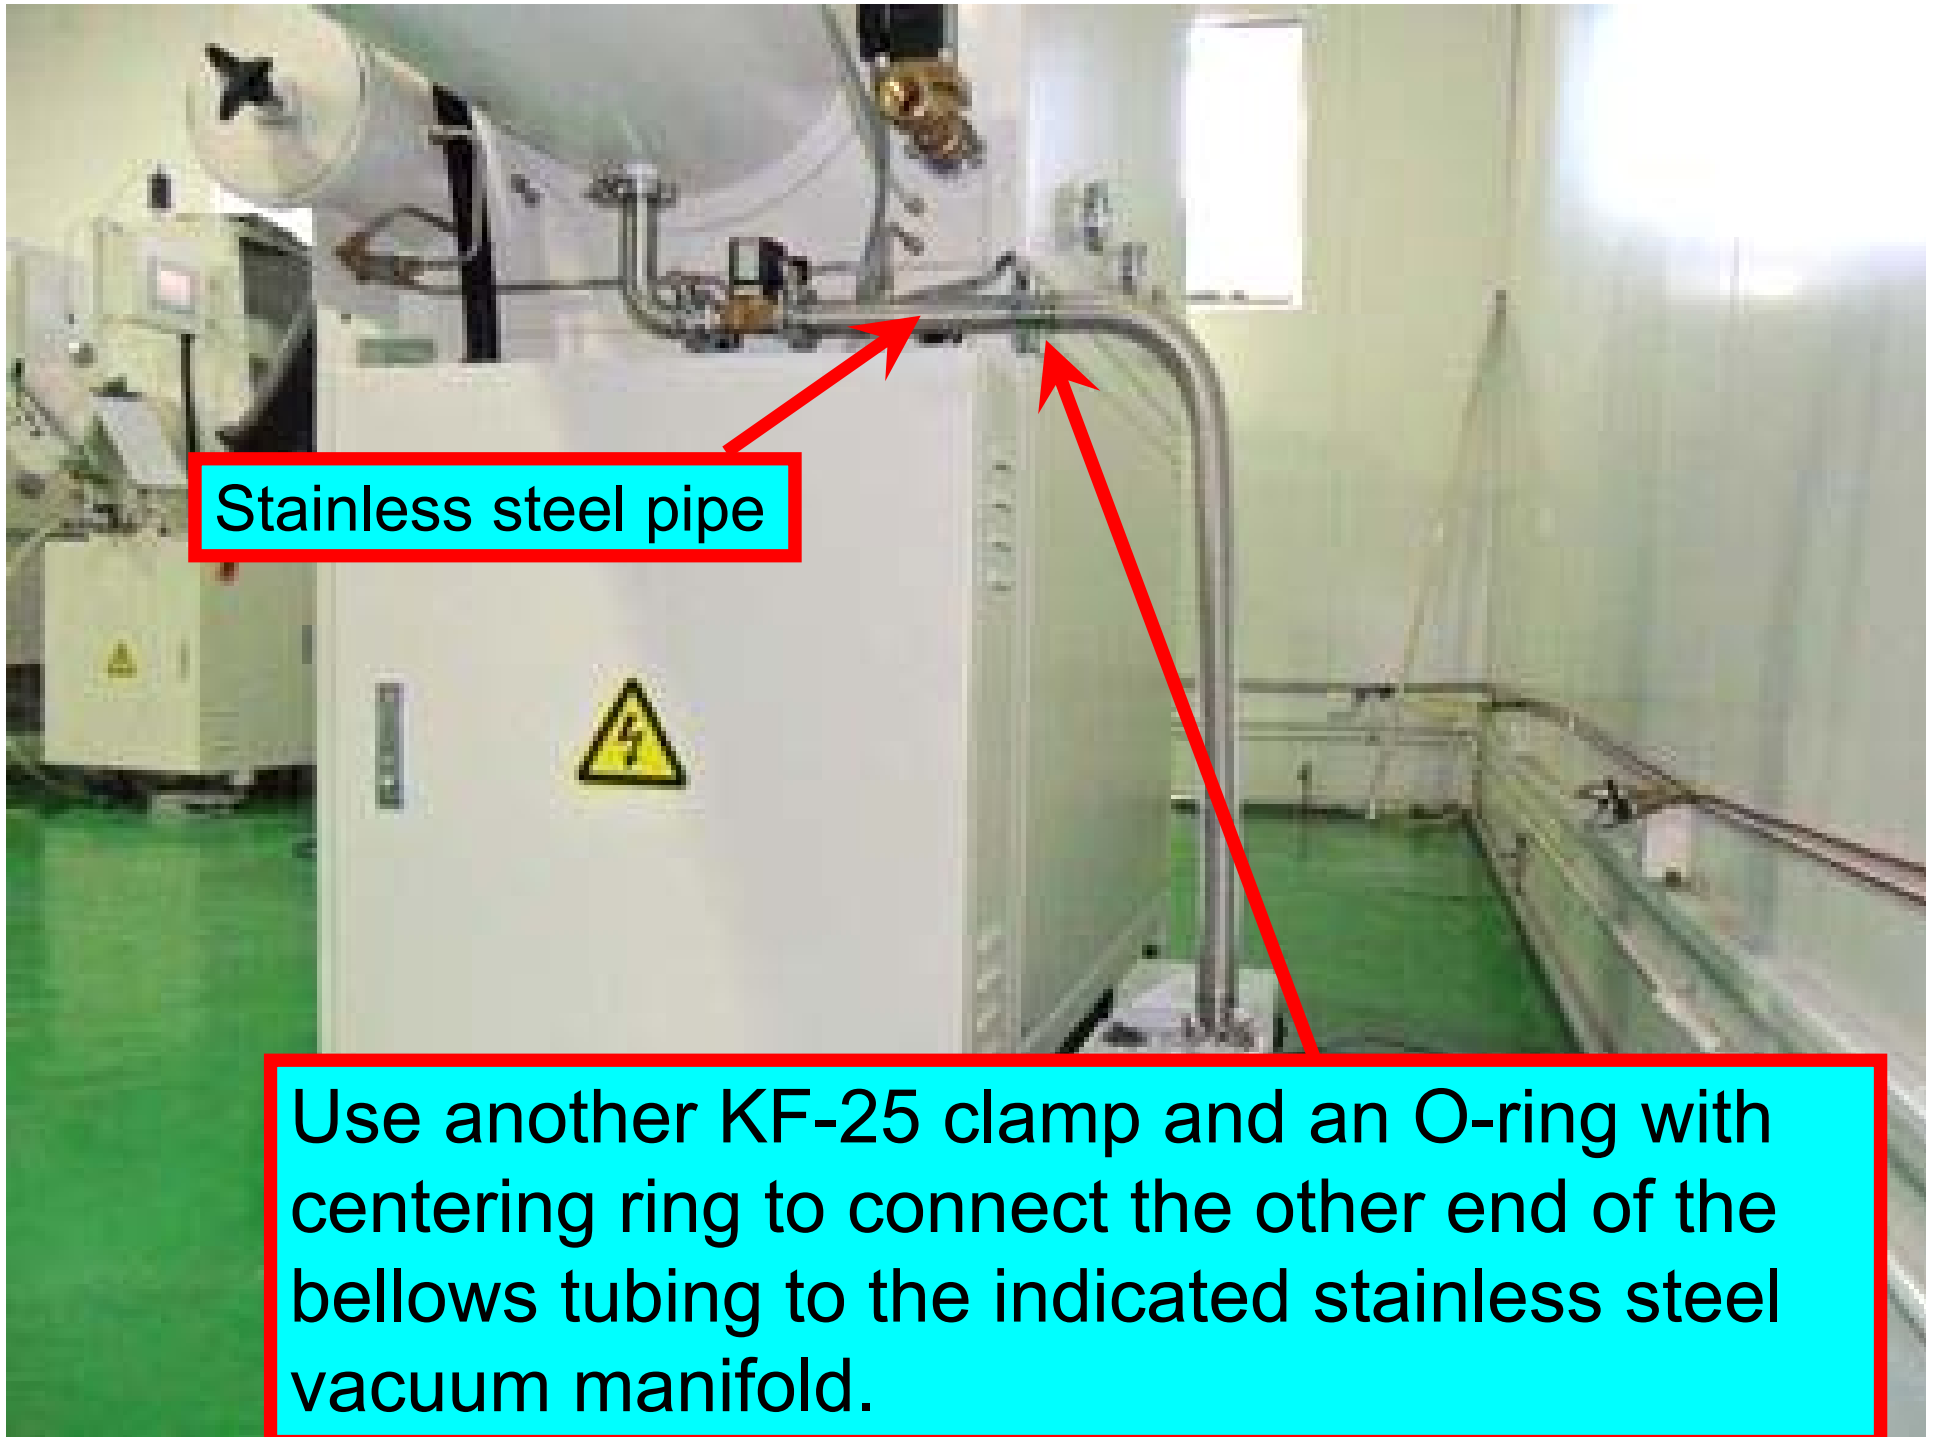 Stainless steel pipe
Use another KF-25 clamp and an O-ring with
centering ring to connect the other end of the
bellows tubing to the indicated stainless steel
vacuum manifold.